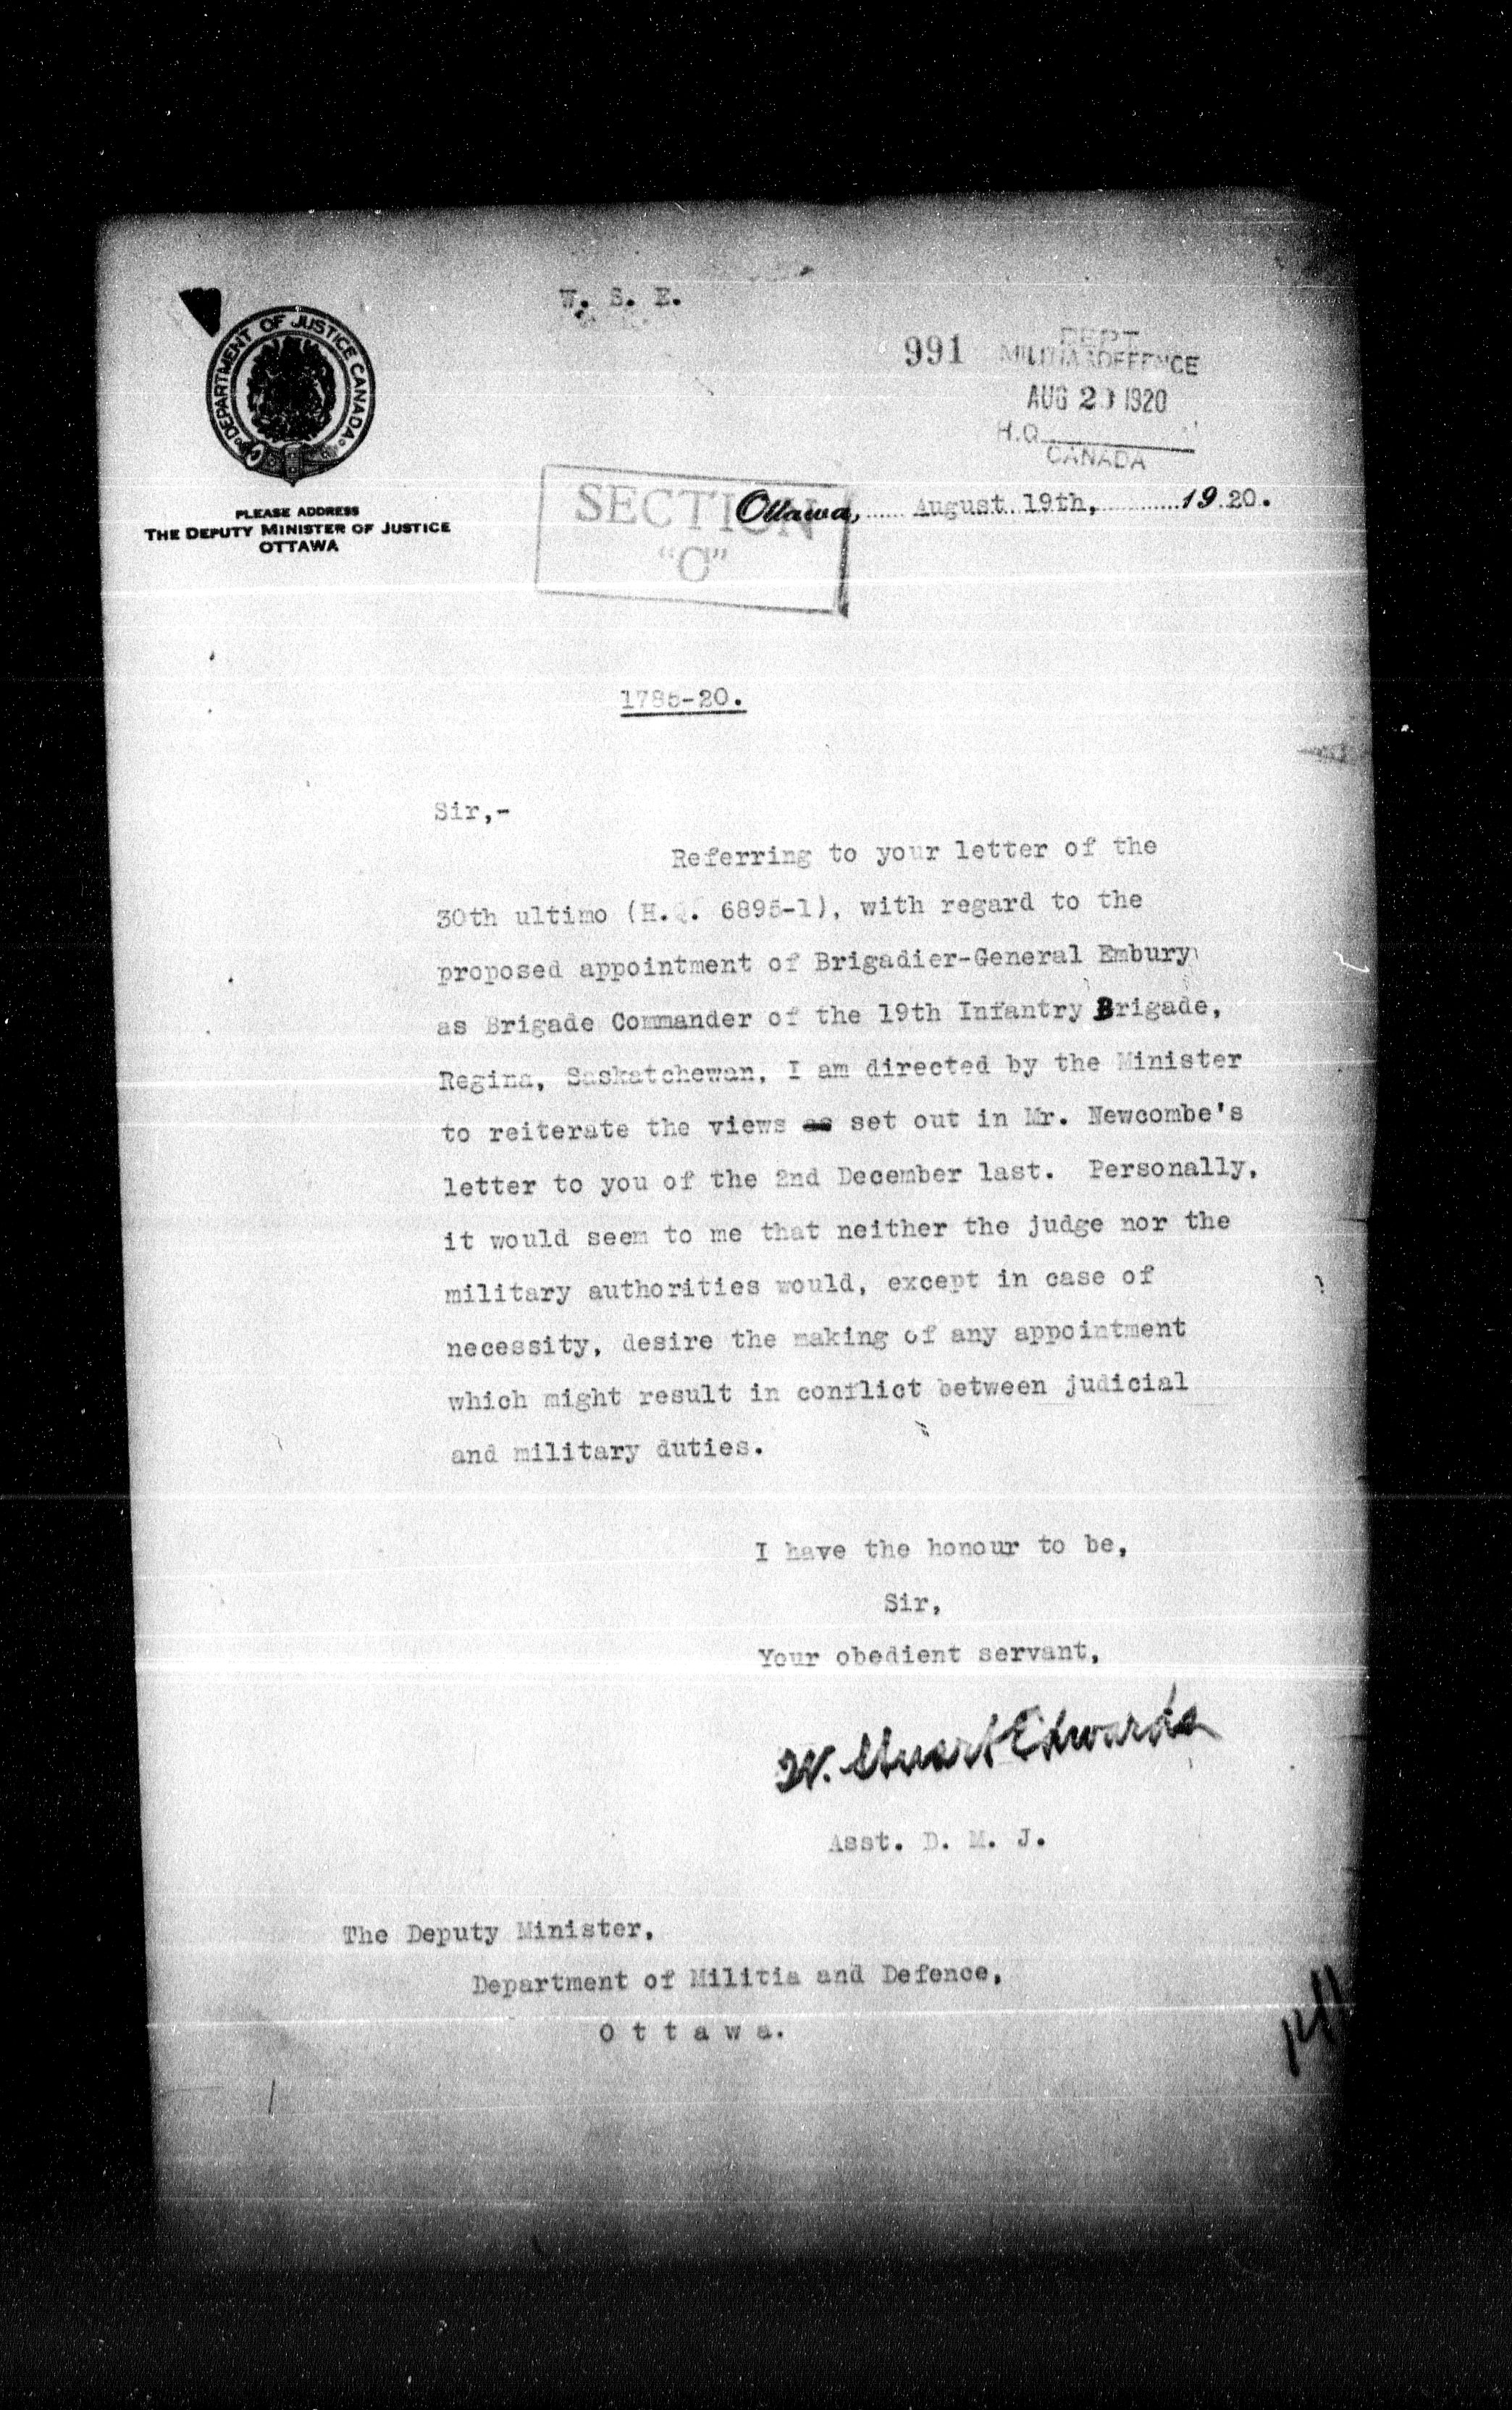 W. S. E.
DEPARTMENT OF JUSTICE CANADA
991
DEPT
MILITIA & DEFENCE
AUG 20 1920
H.Q.
CANADA
PLEASE ADDRESS
THE DEPUTY MINISTER OF JUSTICE
OTTAWA
SECTION
"C"
Ottawa, August 19th, 1920.
1785-20.
Sir,-
Referring to your letter of the
30th ultimo (H.Q. 6895-1), with regard to the
proposed appointment of Brigadier-General Embury
as Brigade Commander of the 19th Infantry Brigade,
Regina, Saskatchewan, I am directed by the Minister
to reiterate the views as set out in Mr. Newcombe's
letter to you of the 2nd December last. Personally,
it would seem to me that neither the judge nor the
military authorities would, except in case of
necessity, desire the making of any appointment
which might result in conflict between judicial
and military duties.
I have the honour to be,
Sir,
Your obedient servant,
W. Stuart Edwards
Asst. D. M. J.
The Deputy Minister,
Department of Militia and Defence,
O t t a w a.